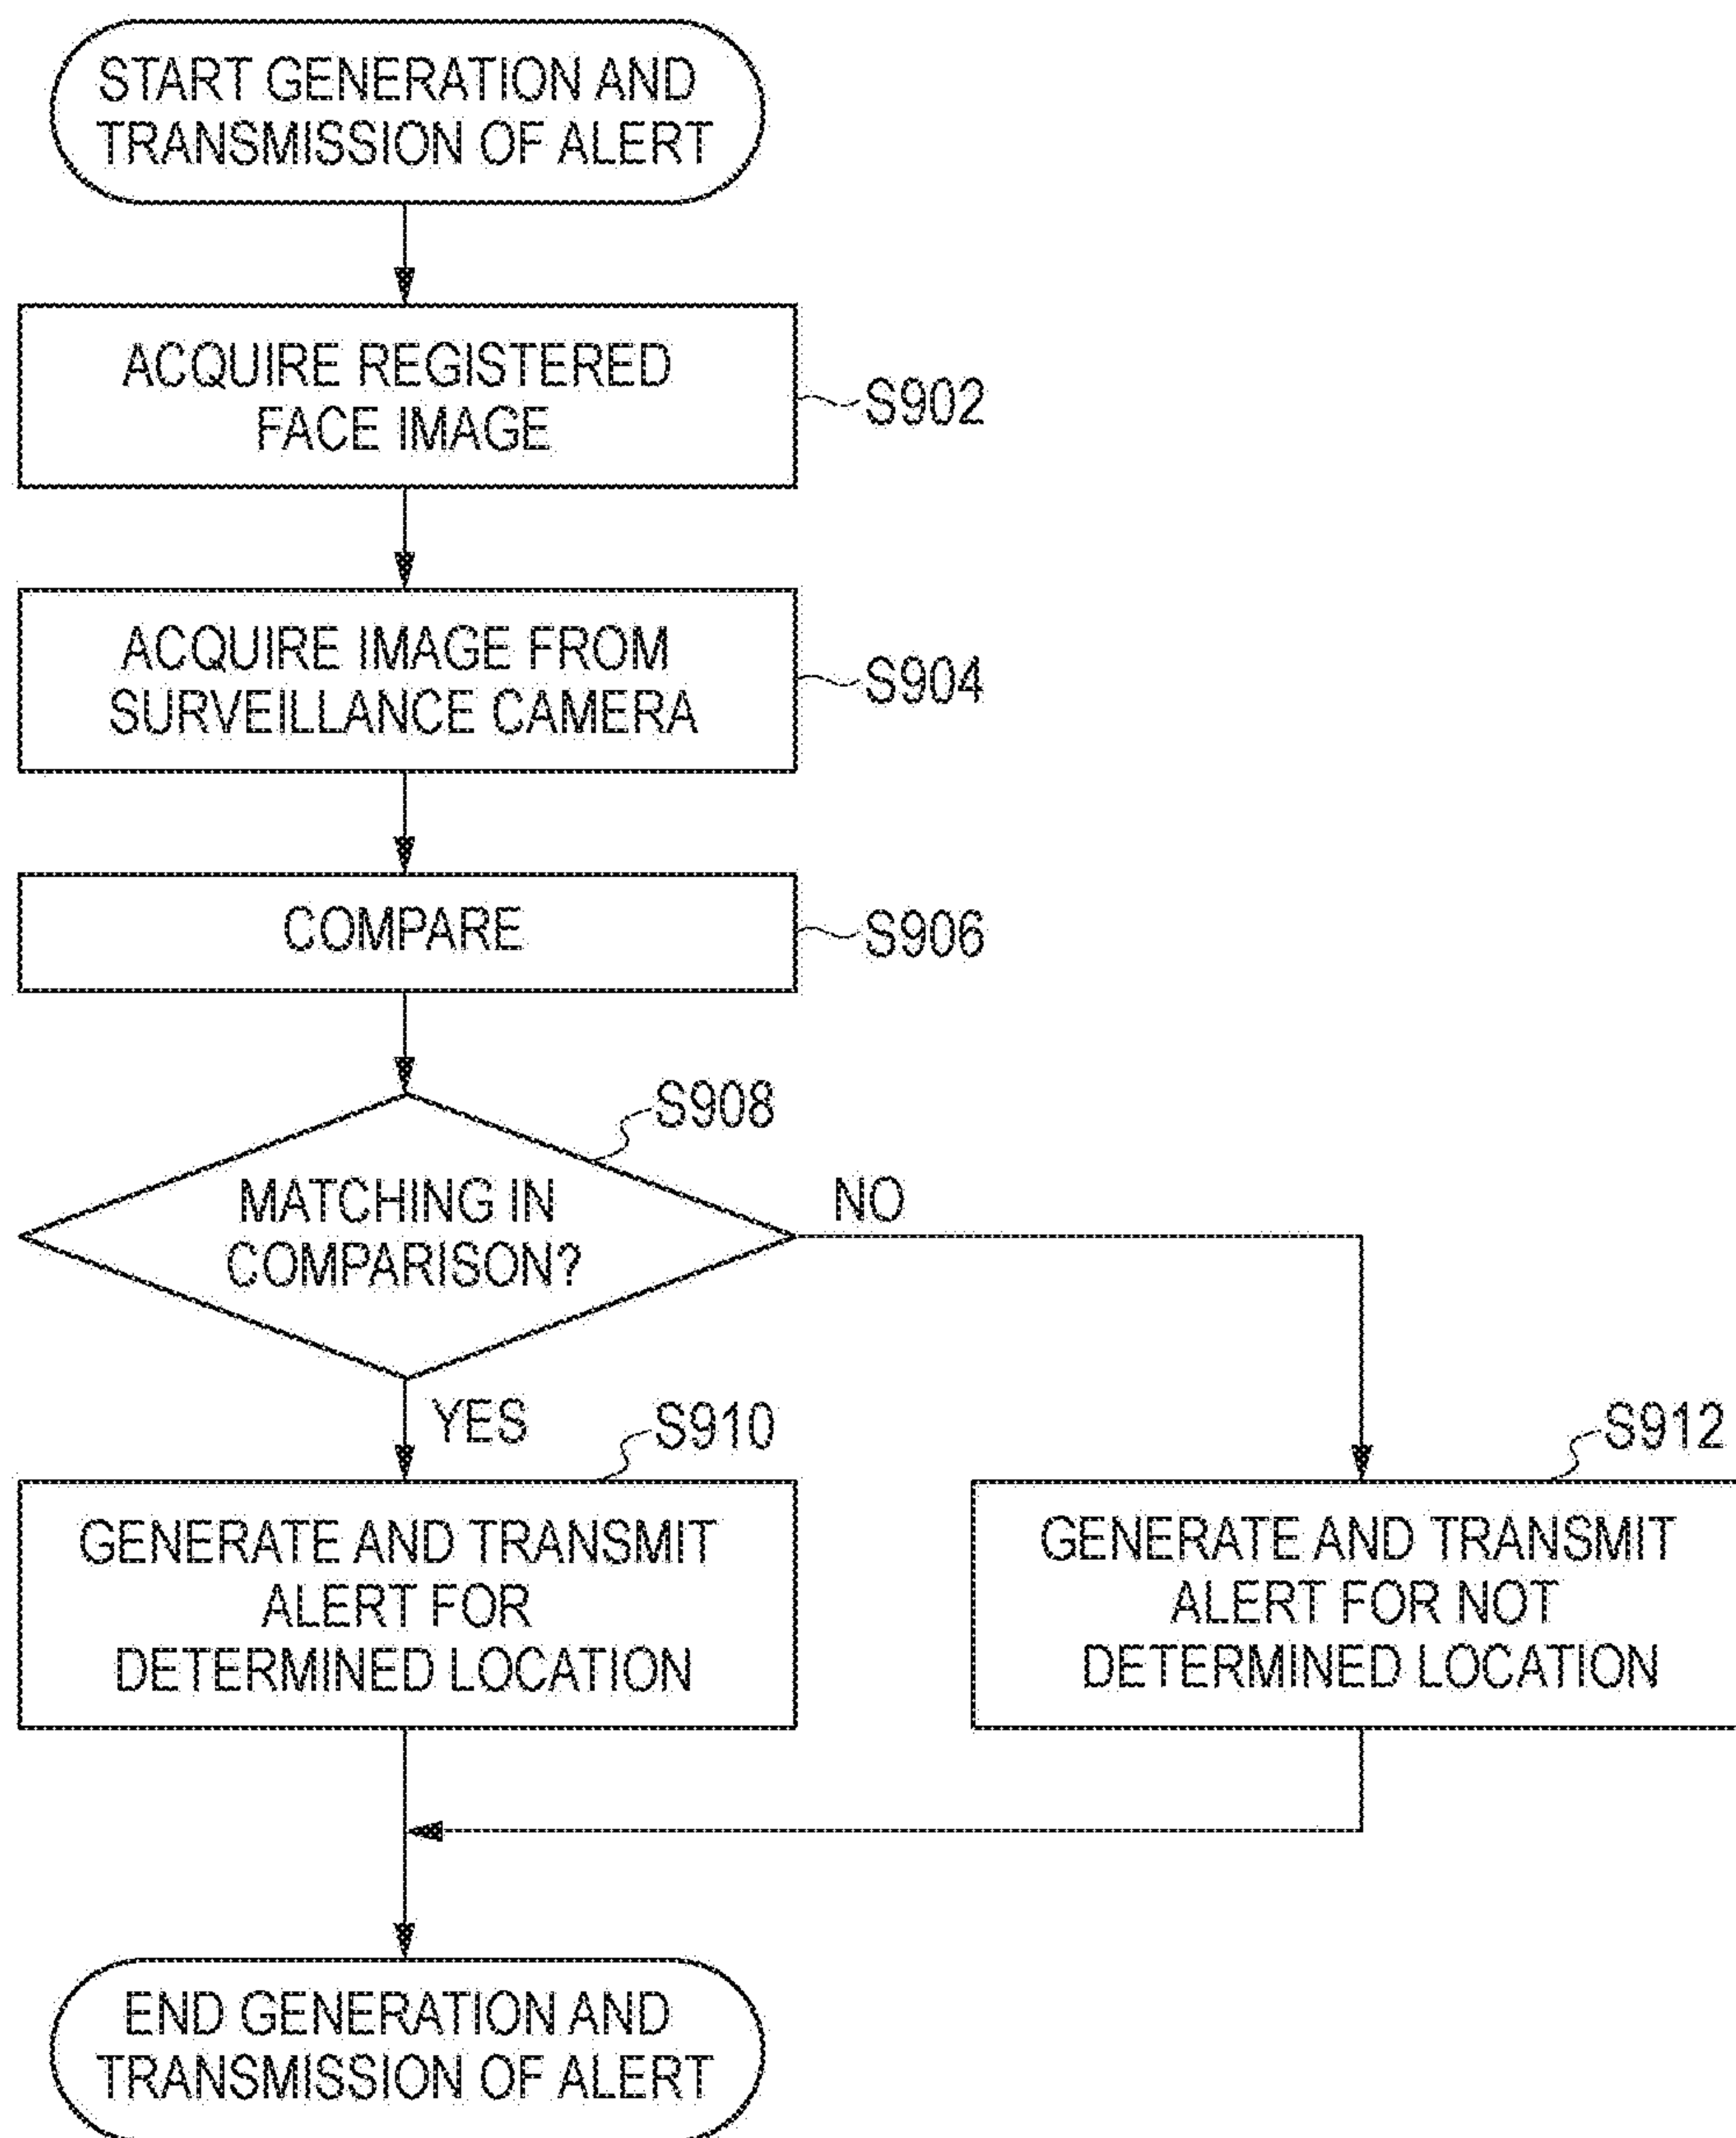 START GENERATION AND
TRANSMISSION OF ALERT
ACQUIRE REGISTERED
FACE IMAGE
S902
ACQUIRE IMAGE FROM
SURVEILLANCE CAMERA
S904
COMPARE
S906
S908
MATCHING IN
COMPARISON?
NO
YES
S910
S912
GENERATE AND TRANSMIT
ALERT FOR
DETERMINED LOCATION
GENERATE AND TRANSMIT
ALERT FOR NOT
DETERMINED LOCATION
END GENERATION AND
TRANSMISSION OF ALERT